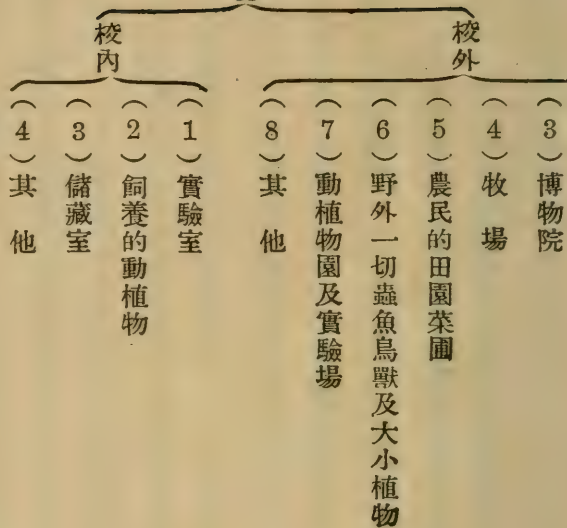 校外
(3)博物院
(4)牧場
(5)農民的田園菜圃
(6)野外一切蟲魚鳥獸及大小植物
(7)動植物園及實驗場
(8)其他
校內
(1)實驗室
(2)飼養的動植物
(3)儲藏室
(4)其他